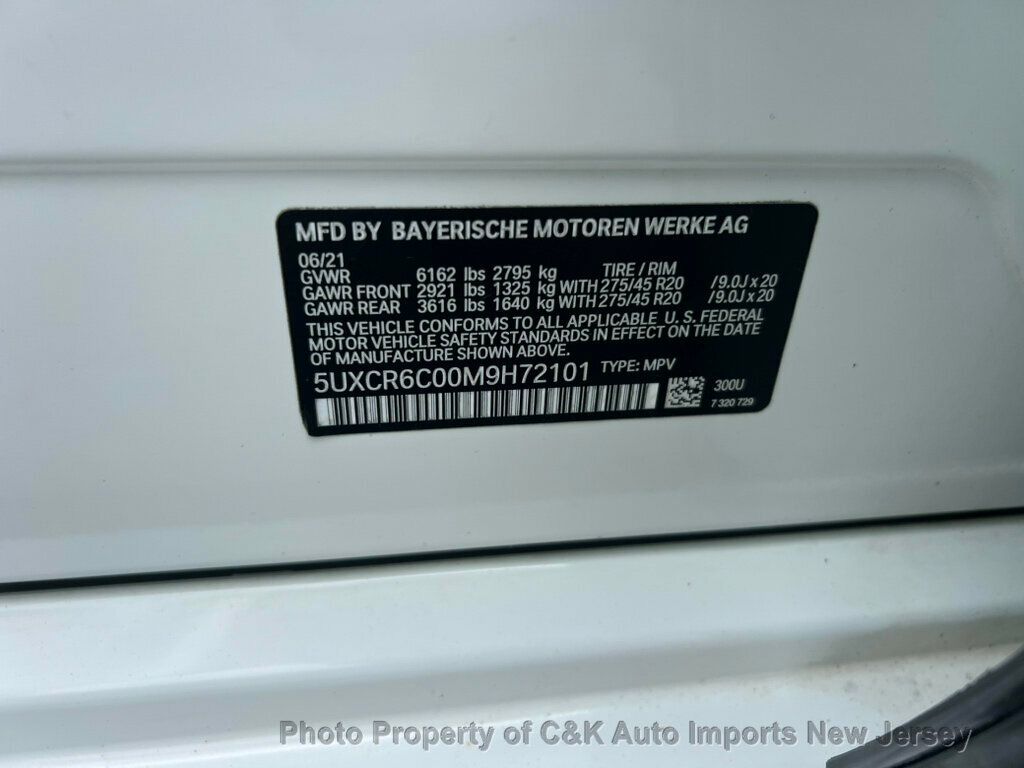 MFD BY BAYERISCHE MOTOREN WERKE AG
06/21 TIRE / RIM
GVWR 6162 lbs 2795 kg
GAWR FRONT 2921 lbs 1325 kg WITH 275/45 R20 / 9.0J x 20
GAWR REAR 3616 lbs 1640 kg WITH 275/45 R20 / 9.0J x 20
THIS VEHICLE CONFORMS TO ALL APPLICABLE U. S. FEDERAL
MOTOR VEHICLE SAFETY STANDARDS IN EFFECT ON THE DATE
OF MANUFACTURE SHOWN ABOVE.
5UXCR6C00M9H72101 TYPE: MPV
300U
7 320 729
Photo Property of C&K Auto Imports New Jersey